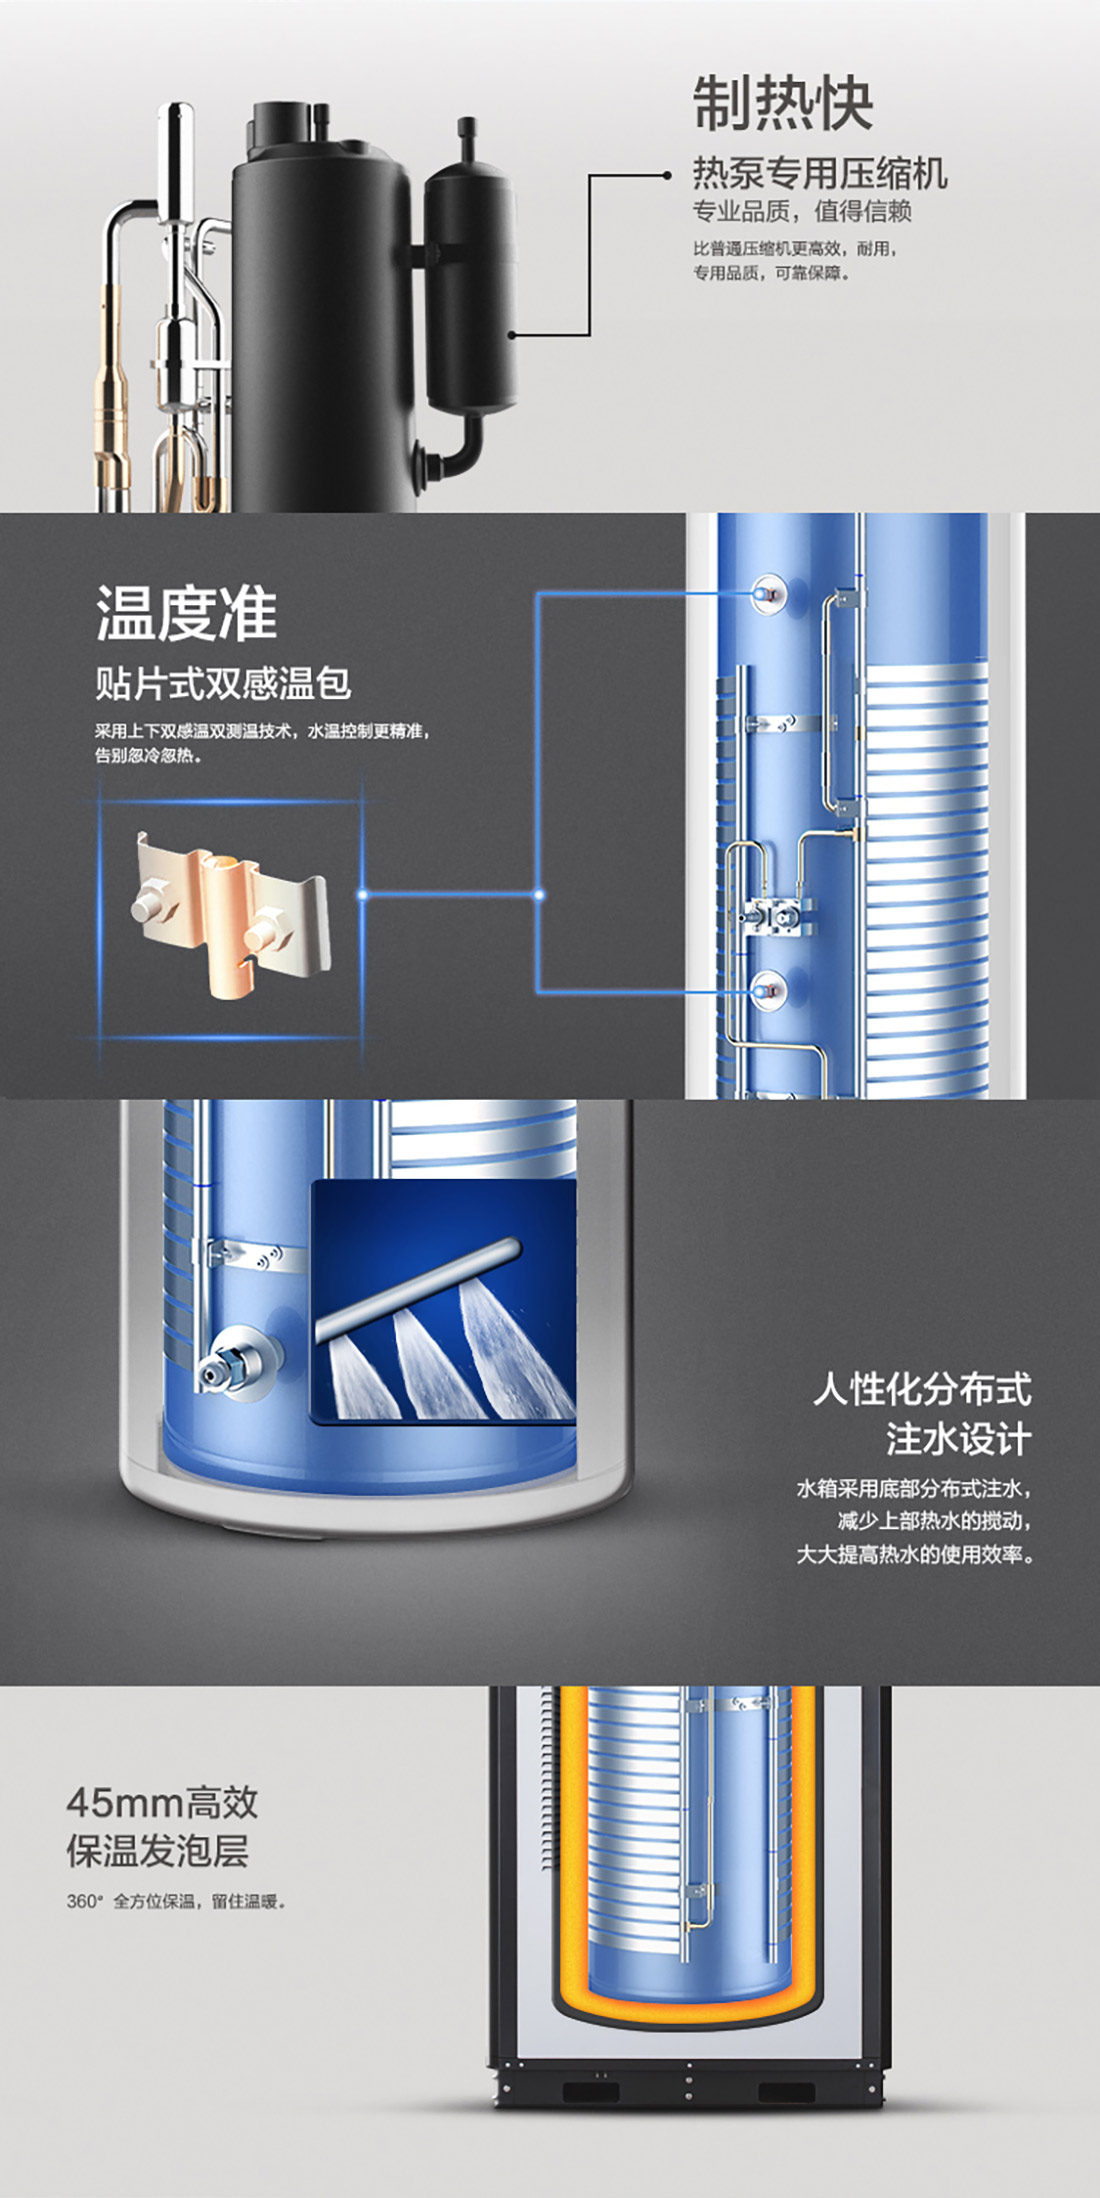 制热快
热泵专用压缩机
专业品质，值得信赖
比普通压缩机更高效，耐用，
专用品质，可靠保障。
温度准
贴片式双感温包
采用上下双感温双测温技术，水温控制更精准，
告别忽冷忽热。
人性化分布式
注水设计
水箱采用底部分布式注水，
减少上部热水的搅动，
大大提高热水的使用效率。
45mm高效
保温发泡层
360° 全方位保温，留住温暖。